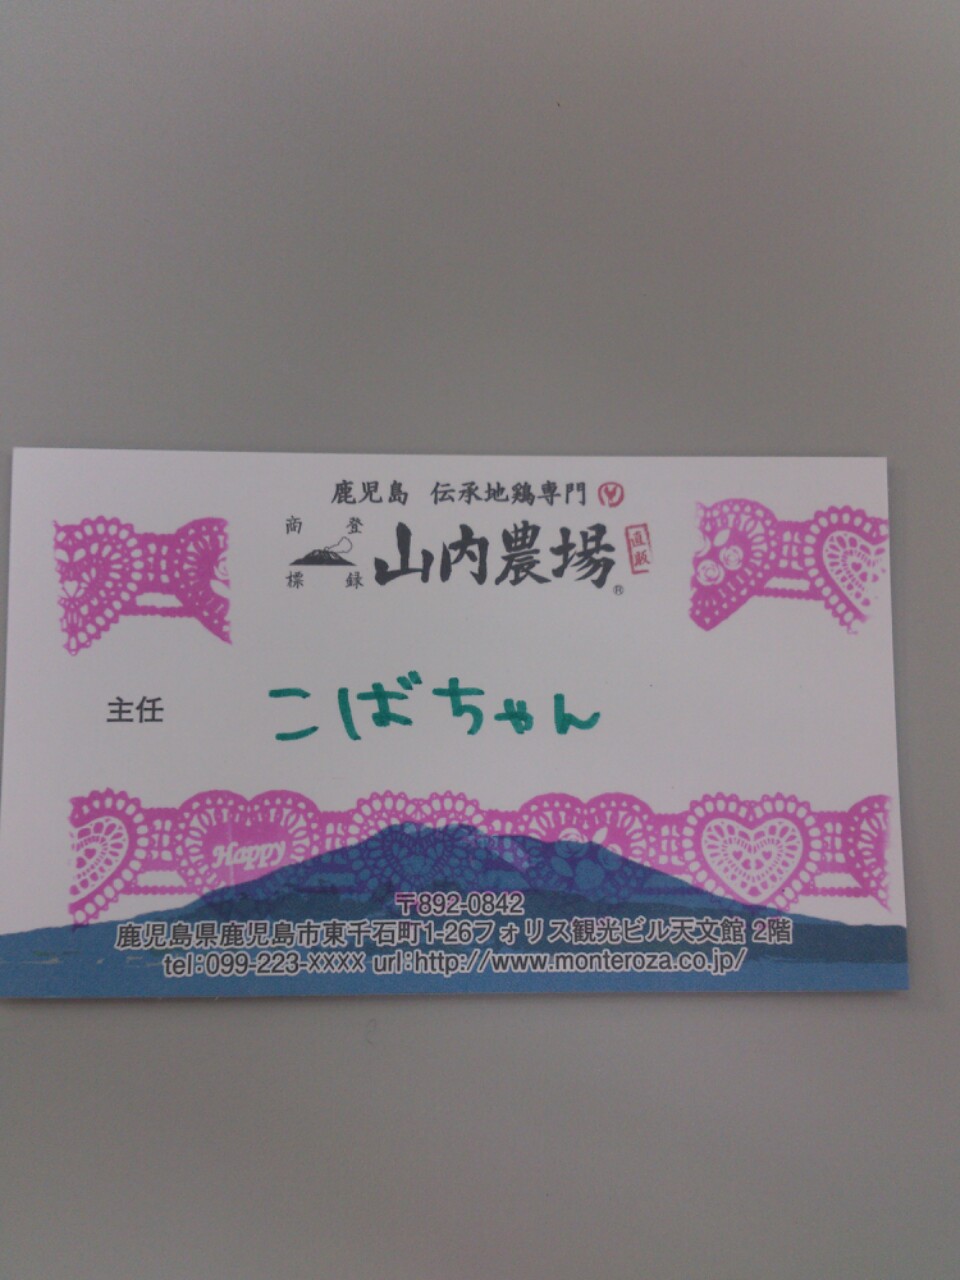 鹿児島 伝承地鶏専門
商 登
標 録
山内農場 直販
®
主任 こばちゃん
Happy
〒892-0842
鹿児島県鹿児島市東千石町1-26フォリス観光ビル天文館 2階
tel:099-223-×××× url:http://www.monteroza.co.jp/